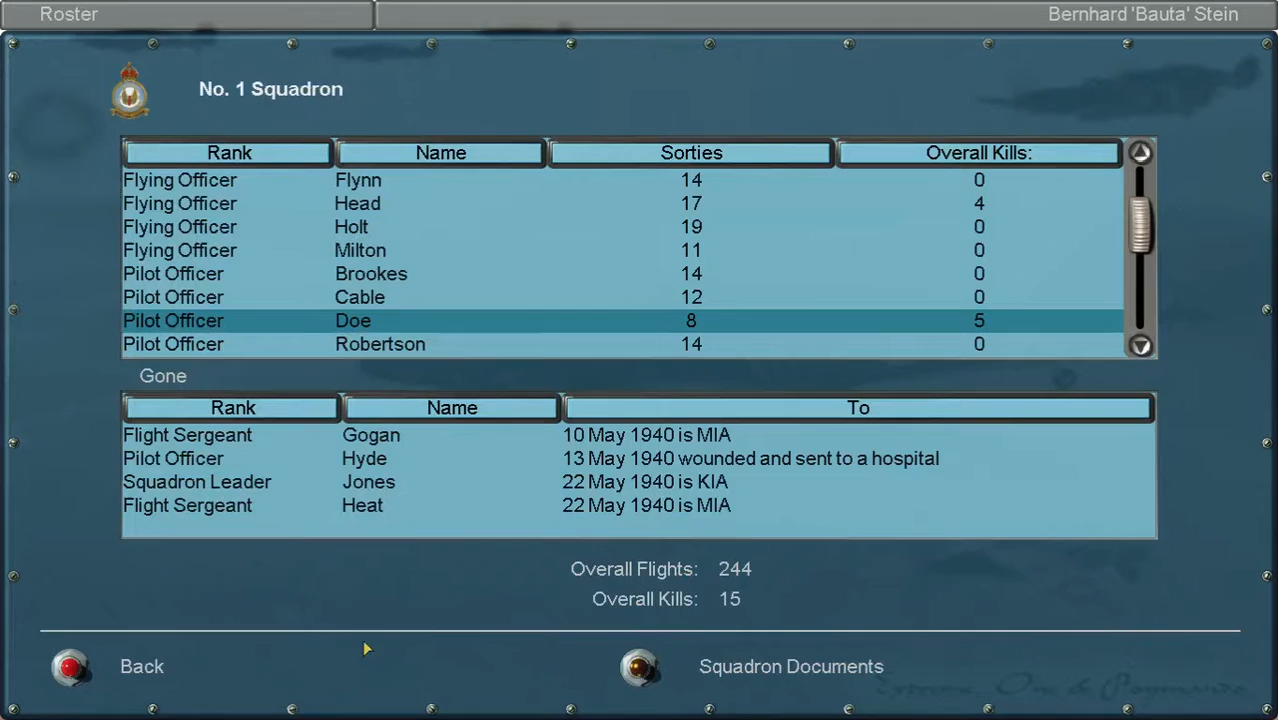 Roster
Bernhard 'Bauta' Stein
No. 1 Squadron
Rank Name Sorties Overall Kills:
Flying Officer Flynn 14 0
Flying Officer Head 17 4
Flying Officer Holt 19 0
Flying Officer Milton 11 0
Pilot Officer Brookes 14 0
Pilot Officer Cable 12 0
Pilot Officer Doe 8 5
Pilot Officer Robertson 14 0
Gone
Rank Name To
Flight Sergeant Gogan 10 May 1940 is MIA
Pilot Officer Hyde 13 May 1940 wounded and sent to a hospital
Squadron Leader Jones 22 May 1940 is KIA
Flight Sergeant Heat 22 May 1940 is MIA
Overall Flights: 244
Overall Kills: 15
Back
Squadron Documents